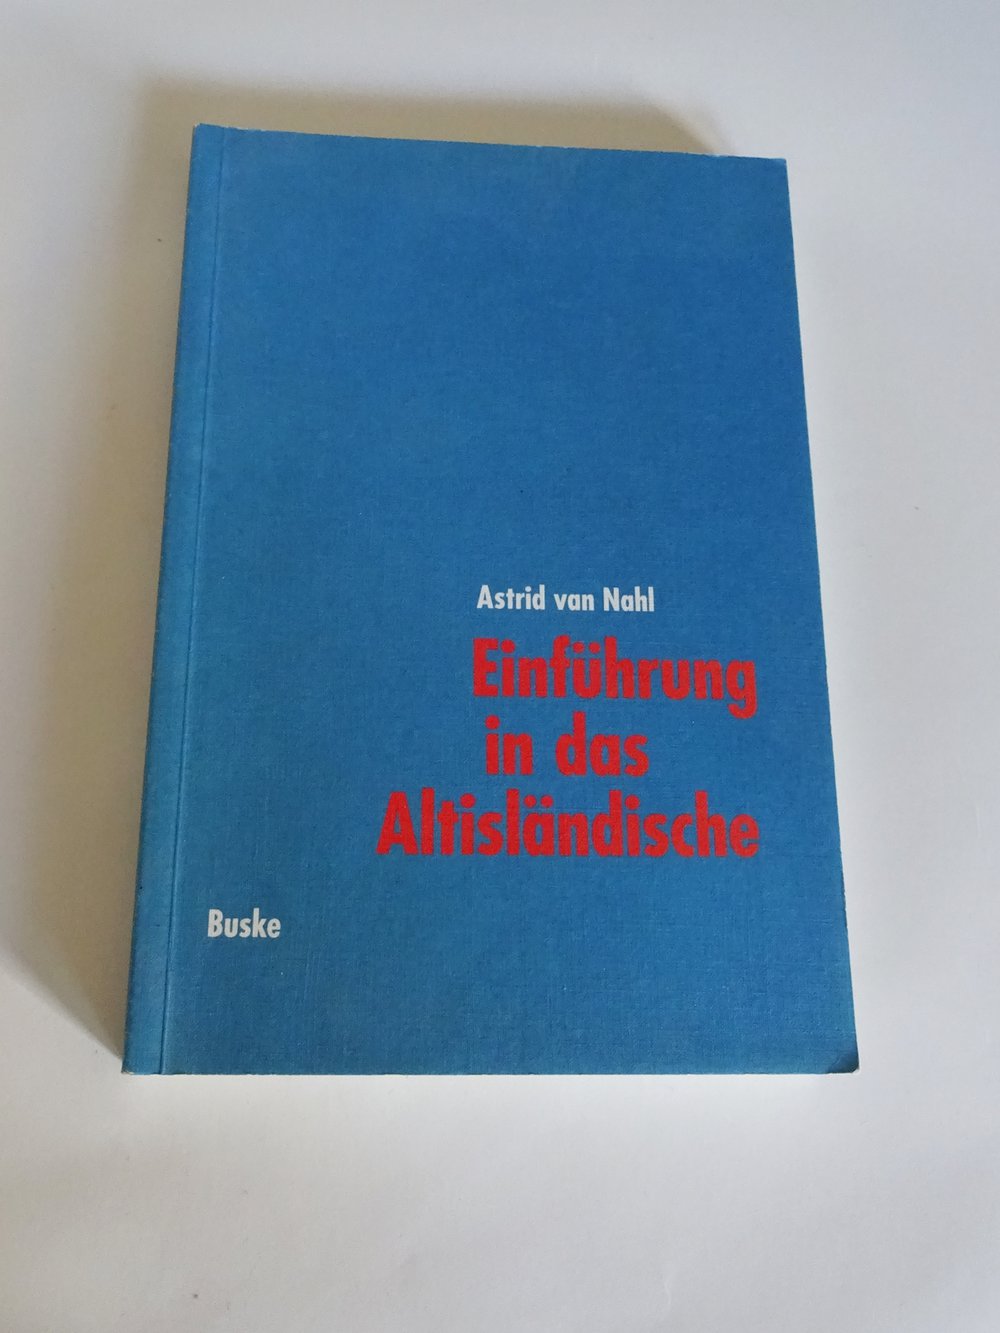 Astrid van Nahl
Einführung
in das
Altisländische
Buske